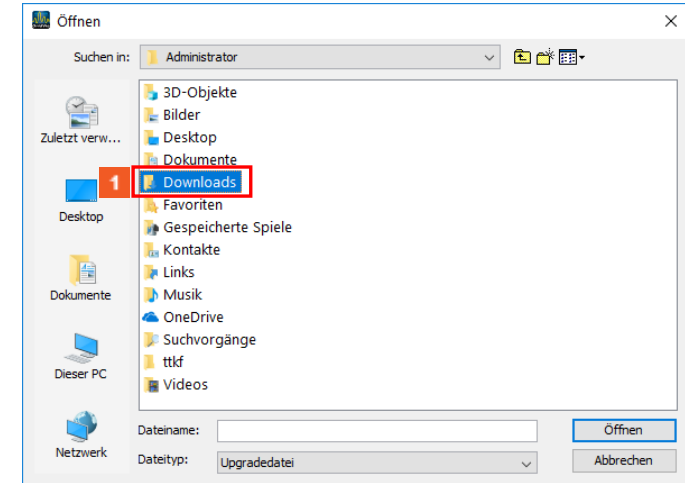 Öffnen
Suchen in: Administrator
3D-Objekte
Bilder
Desktop
Dokumente
Downloads
Favoriten
Gespeicherte Spiele
Kontakte
Links
Musik
OneDrive
Suchvorgänge
ttkf
Videos
Zuletzt verw...
1
Desktop
Dokumente
Dieser PC
Netzwerk
Dateiname:
Öffnen
Dateityp: Upgradedatei
Abbrechen